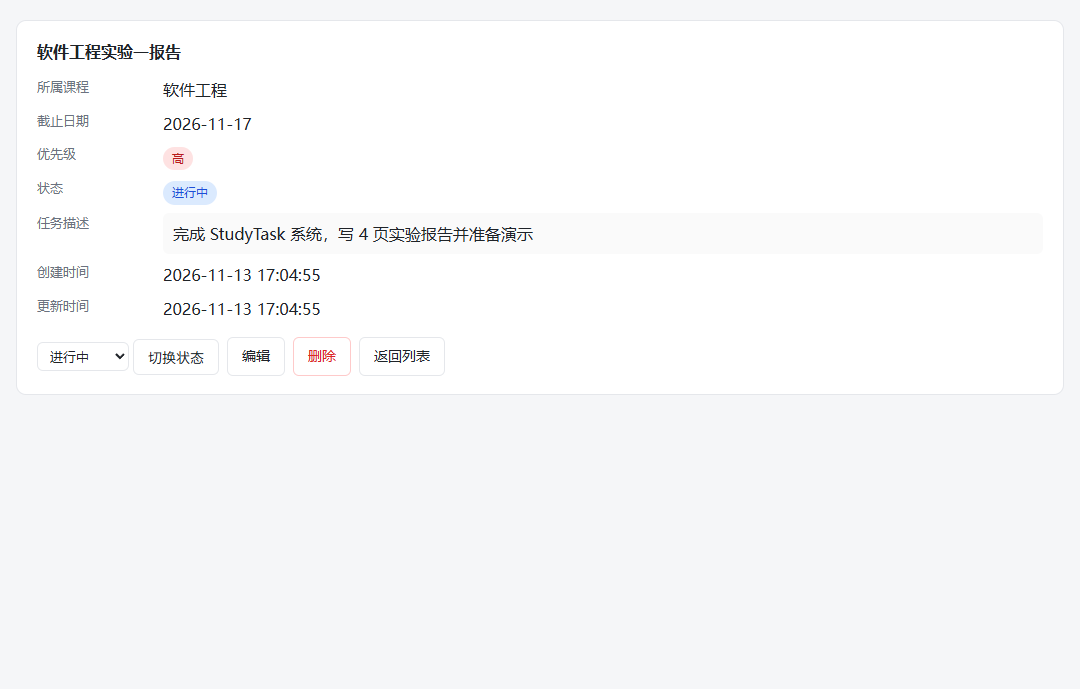 软件工程实验一报告
所属课程 软件工程
截止日期 2026-11-17
优先级 高
状态 进行中
任务描述 完成 StudyTask 系统，写 4 页实验报告并准备演示
创建时间 2026-11-13 17:04:55
更新时间 2026-11-13 17:04:55
进行中 切换状态 编辑 删除 返回列表